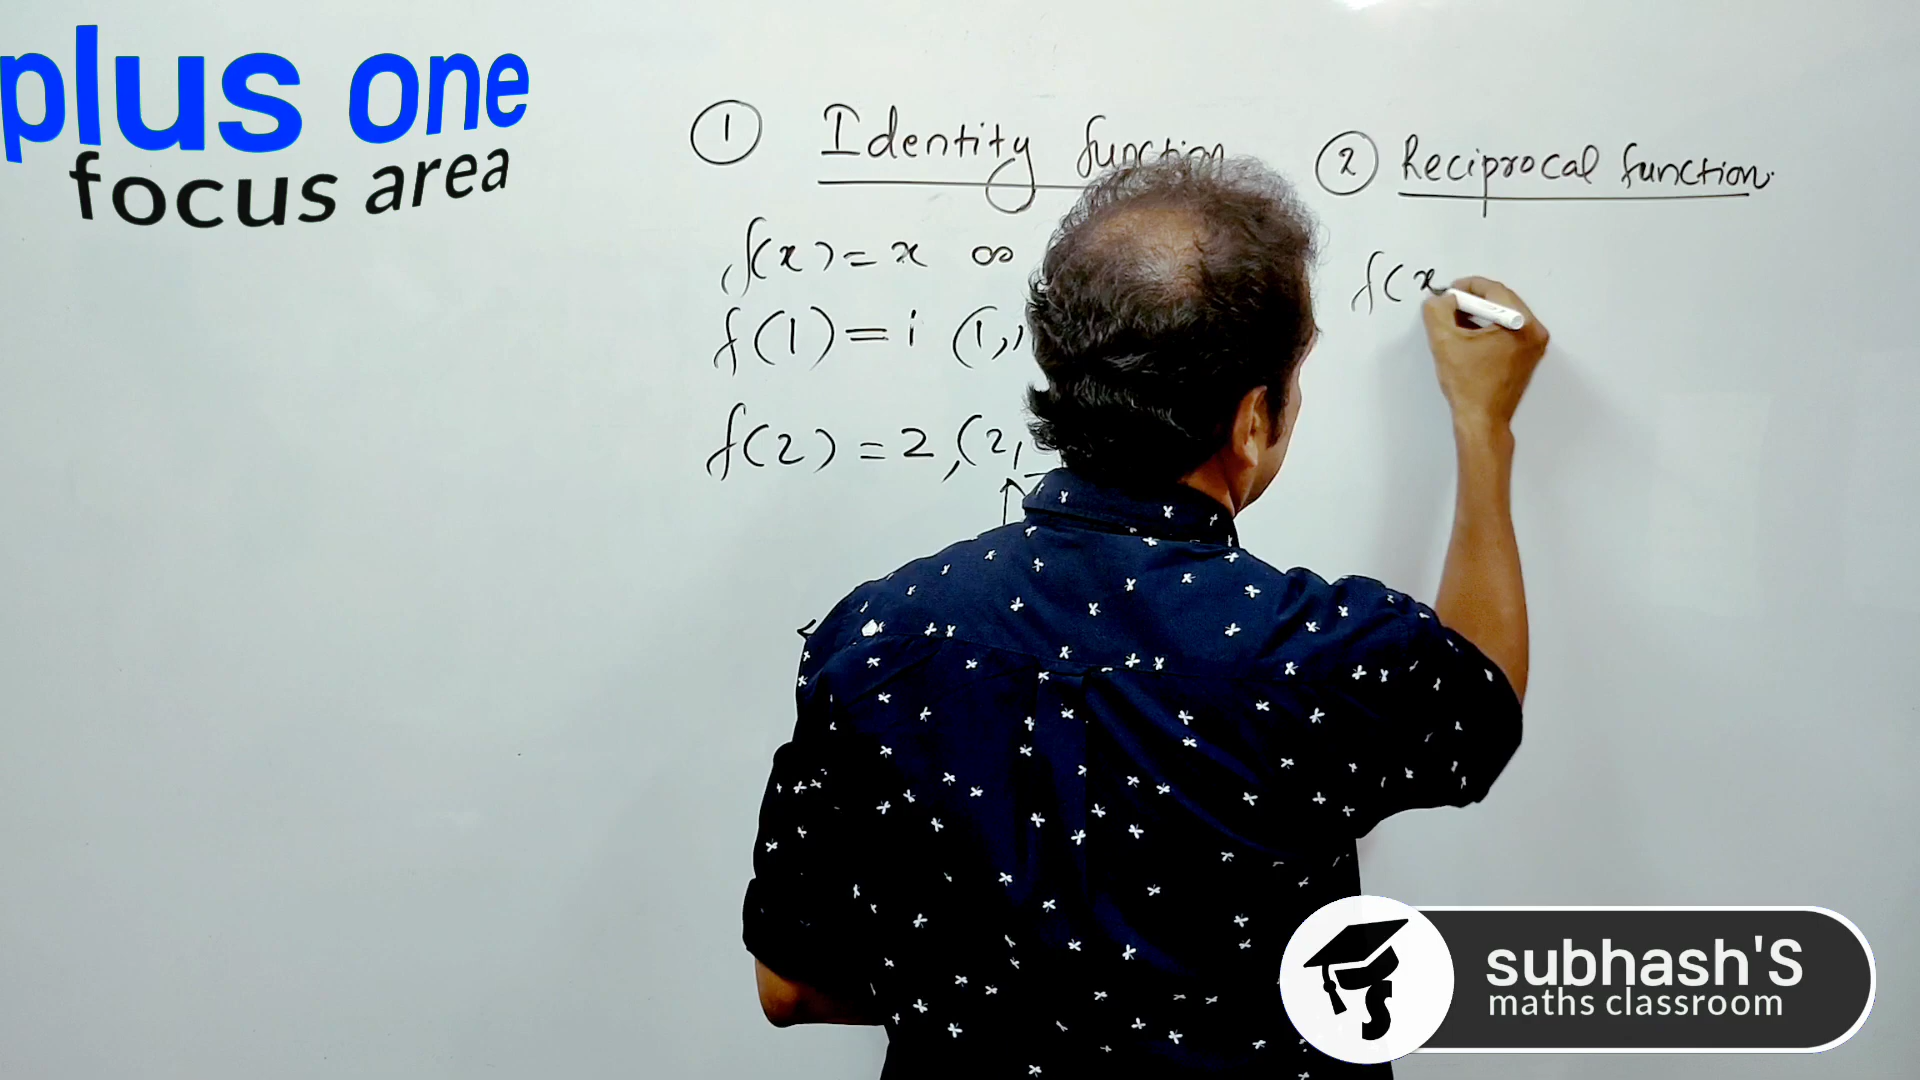 plus one
focus area
① Identity function
f(x) = x ∞
f(1) = 1 (1,
f(2) = 2, (2,
② Reciprocal function.
f(x
subhash'S
maths classroom